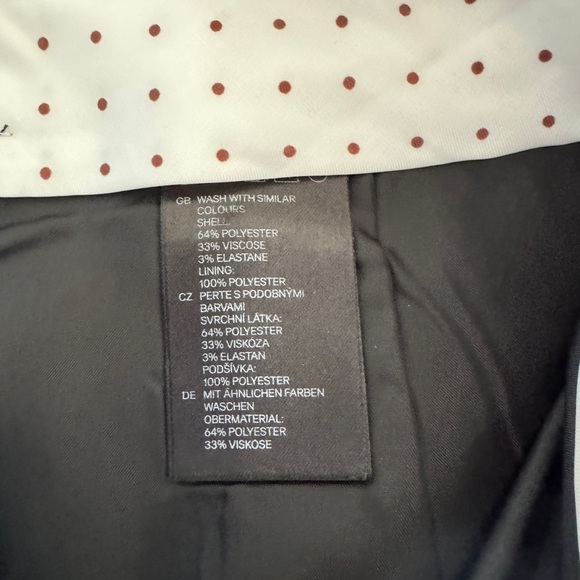 GB WASH WITH SIMILAR
COLOURS
SHELL:
64% POLYESTER
33% VISCOSE
3% ELASTANE
LINING:
100% POLYESTER
CZ PERTE S PODOBNÝMI
BARVAMI
SVRCHNÍ LÁTKA:
64% POLYESTER
33% VISKÓZA
3% ELASTAN
PODŠÍVKA:
100% POLYESTER
DE MIT ÄHNLICHEN FARBEN
WASCHEN
OBERMATERIAL:
64% POLYESTER
33% VISKOSE